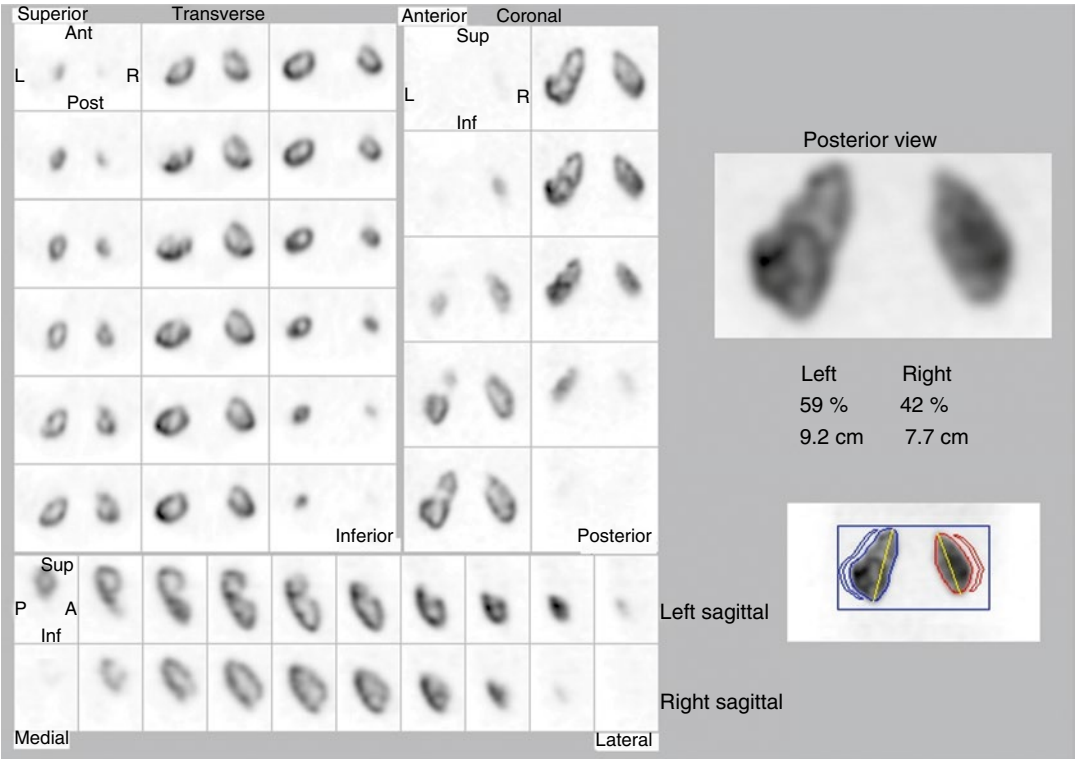 Superior Transverse
Ant
L R
Post
Inferior
Anterior Coronal
Sup
L R
Inf
Posterior
Posterior view
Left Right
59 % 42 %
9.2 cm 7.7 cm
Sup
P A
Inf
Left sagittal
Right sagittal
Medial Lateral